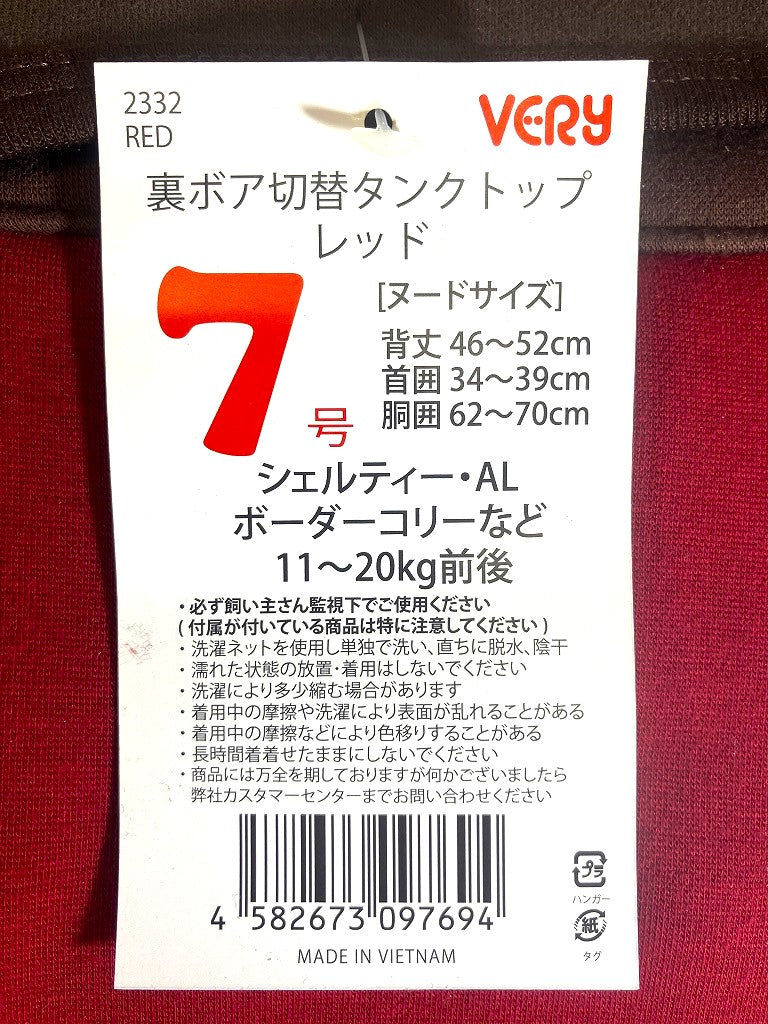 2332
RED
VERY
裏ボア切替タンクトップ
レッド
7号
[ヌードサイズ]
背丈 46～52cm
首囲 34～39cm
胴囲 62～70cm
シェルティー・AL
ボーダーコリーなど
11～20kg前後
・必ず飼い主さん監視下でご使用ください
( 付属が付いている商品は特に注意してください )
・洗濯ネットを使用し単独で洗い、直ちに脱水、陰干
・濡れた状態の放置・着用はしないでください
・洗濯により多少縮む場合があります
・着用中の摩擦や洗濯により表面が乱れることがある
・着用中の摩擦などにより色移りすることがある
・長時間着着せたままにしないでください
・商品には万全を期しておりますが何かございましたら
弊社カスタマーセンターまでお問い合わせください
4 582673 097694
MADE IN VIETNAM
プラ
ハンガー
紙
タグ